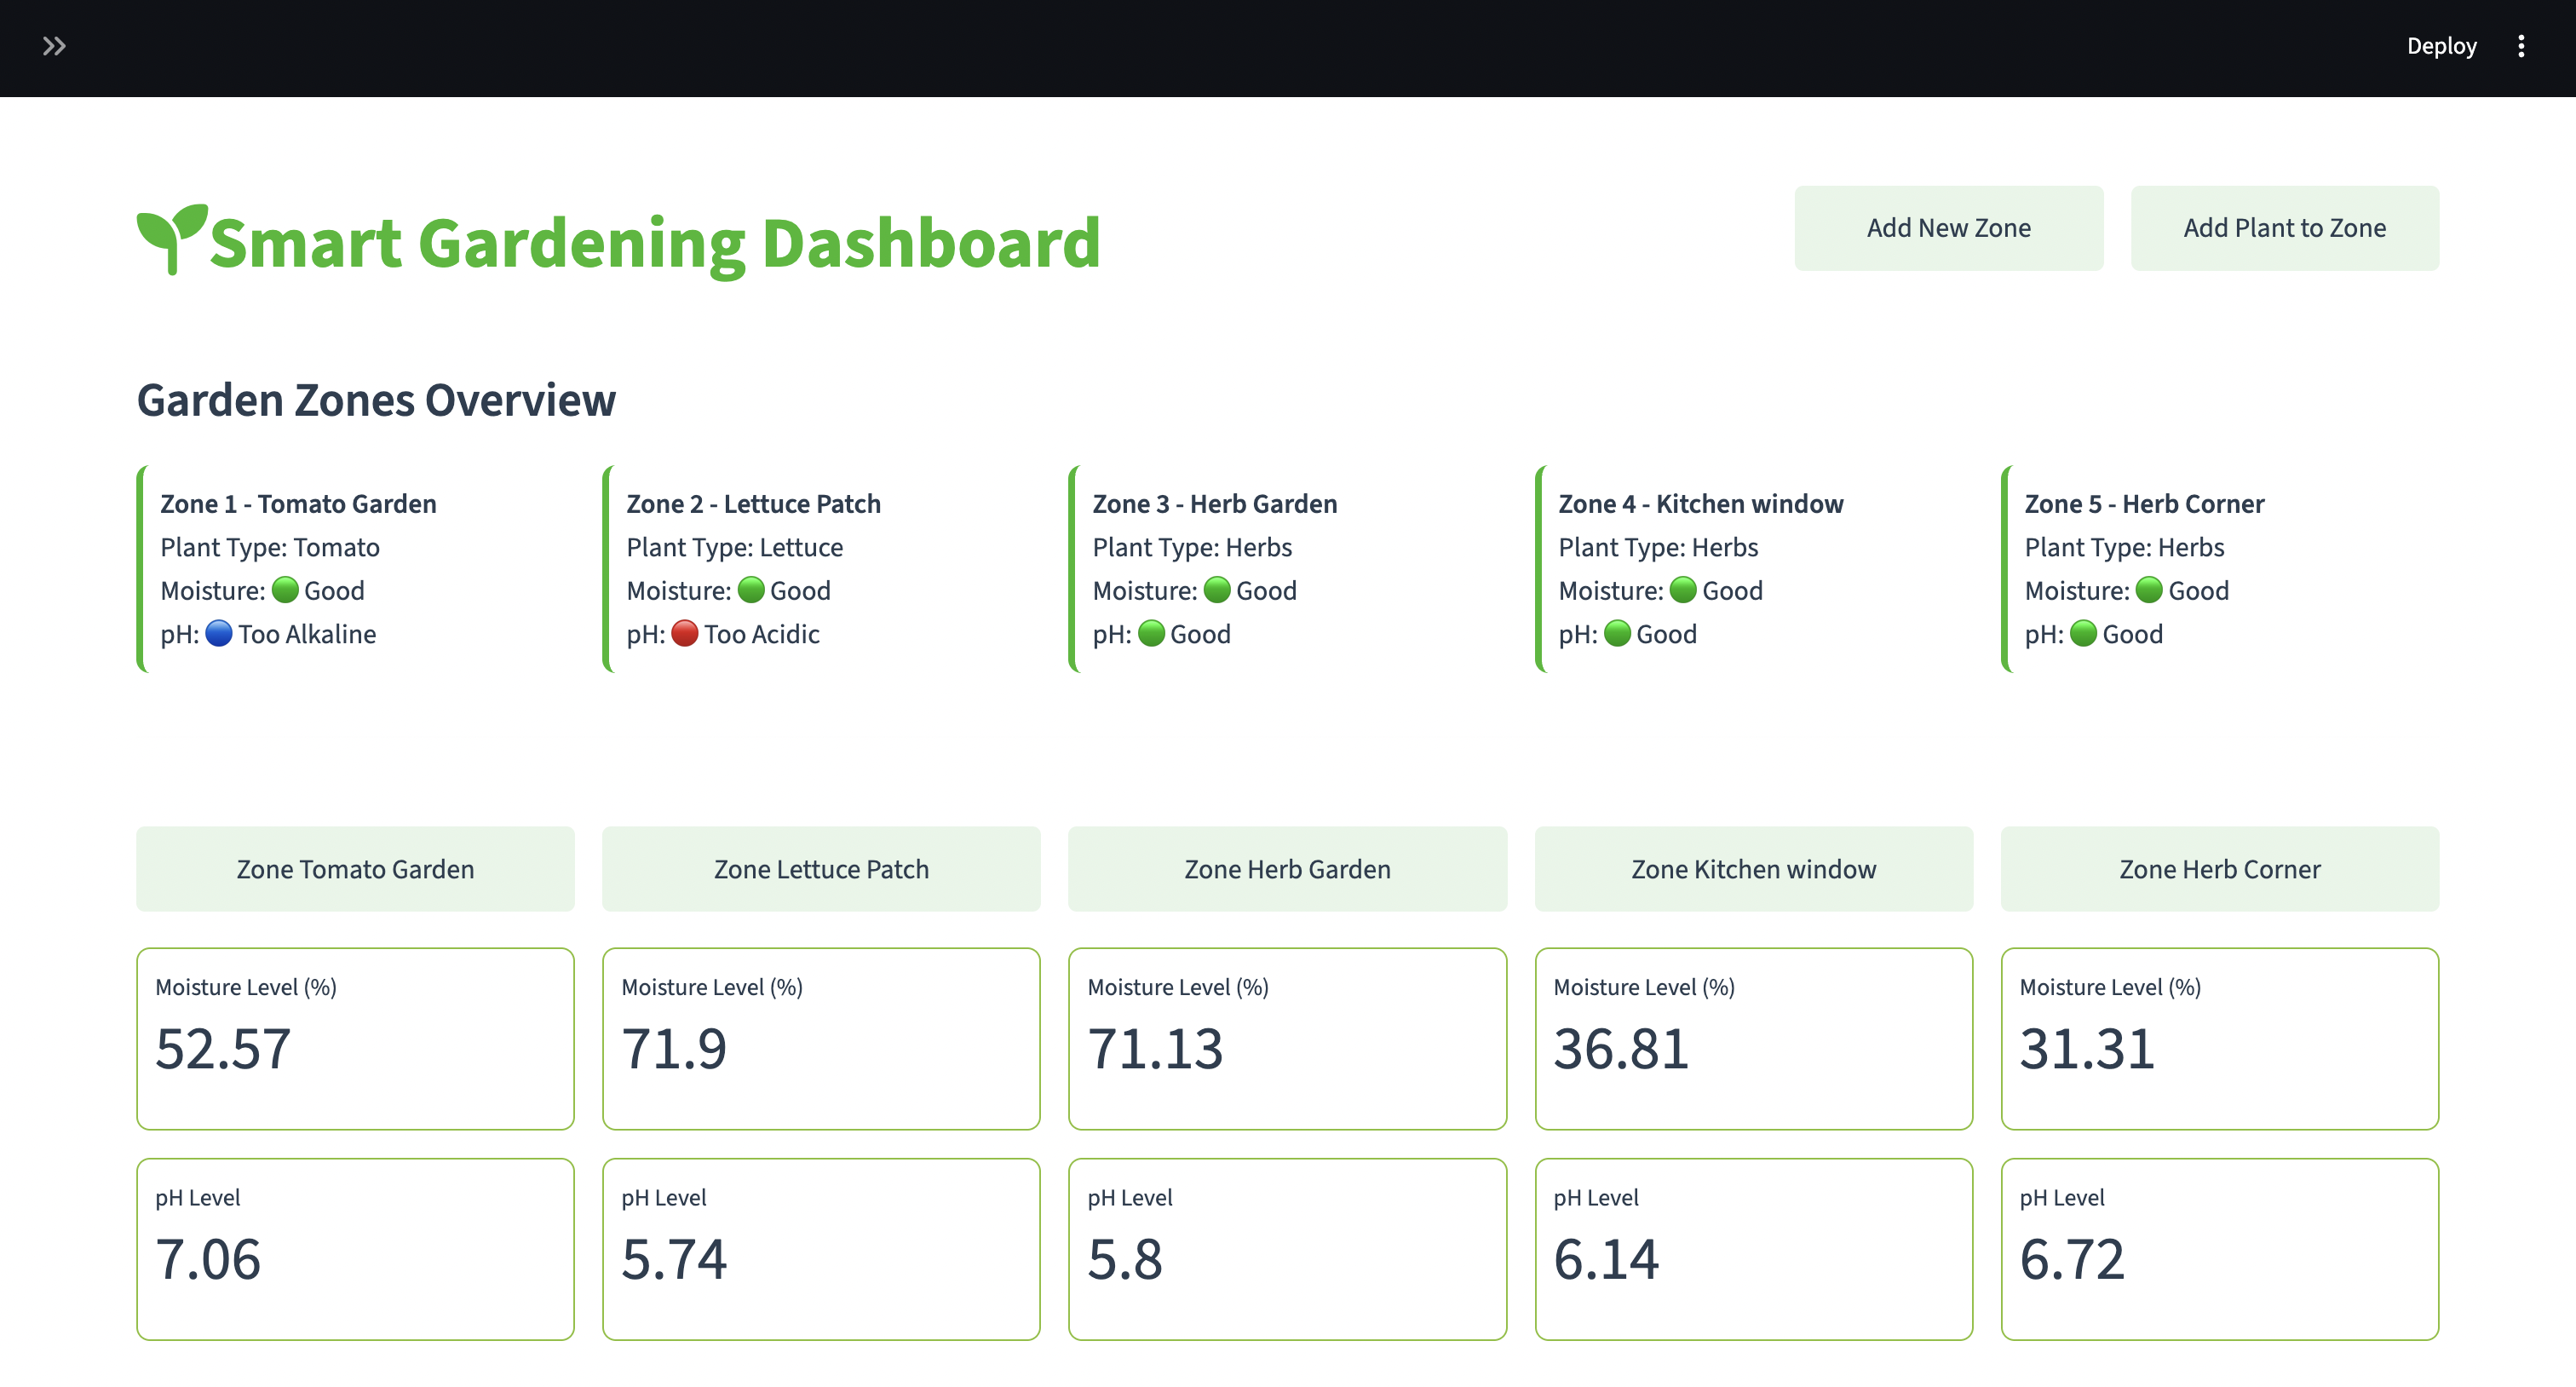 Deploy
Smart Gardening Dashboard
Add New Zone
Add Plant to Zone
Garden Zones Overview
Zone 1 - Tomato Garden
Plant Type: Tomato
Moisture: 🟢 Good
pH: 🔵 Too Alkaline
Zone 2 - Lettuce Patch
Plant Type: Lettuce
Moisture: 🟢 Good
pH: 🔴 Too Acidic
Zone 3 - Herb Garden
Plant Type: Herbs
Moisture: 🟢 Good
pH: 🟢 Good
Zone 4 - Kitchen window
Plant Type: Herbs
Moisture: 🟢 Good
pH: 🟢 Good
Zone 5 - Herb Corner
Plant Type: Herbs
Moisture: 🟢 Good
pH: 🟢 Good
Zone Tomato Garden
Zone Lettuce Patch
Zone Herb Garden
Zone Kitchen window
Zone Herb Corner
Moisture Level (%)
52.57
Moisture Level (%)
71.9
Moisture Level (%)
71.13
Moisture Level (%)
36.81
Moisture Level (%)
31.31
pH Level
7.06
pH Level
5.74
pH Level
5.8
pH Level
6.14
pH Level
6.72